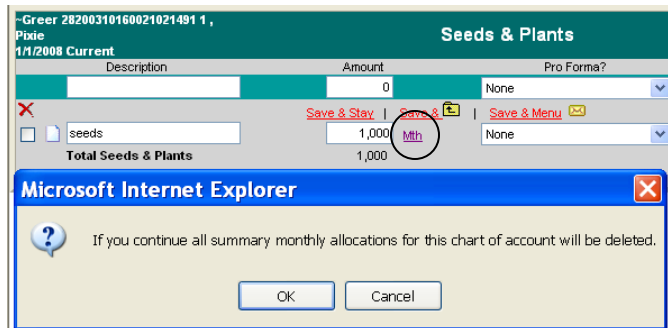 ~Greer 28200310160021021491 1 ,
Pixie
1/1/2008 Current
Seeds & Plants
Description Amount Pro Forma?
0 None
Save & Stay | Save & | Save & Menu
seeds 1,000 Mth None
Total Seeds & Plants 1,000
Microsoft Internet Explorer
If you continue all summary monthly allocations for this chart of account will be deleted.
OK Cancel